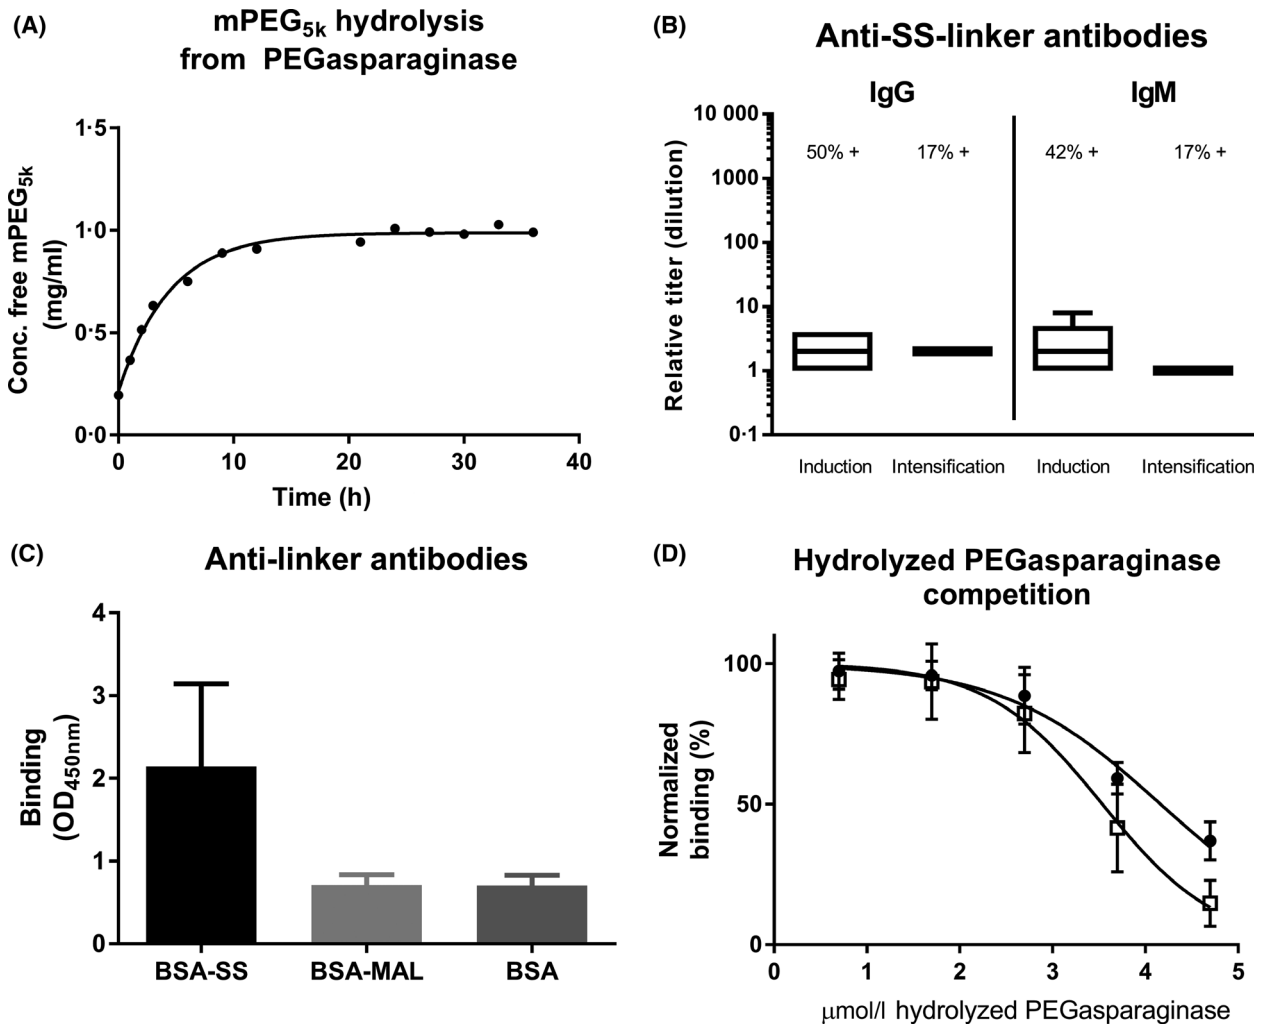 (A)
mPEG5k hydrolysis
from PEGasparaginase
Conc. free mPEG5k
(mg/ml)
1·5
1·0
0·5
0·0
0 10 20 30 40
Time (h)
(B)
Anti-SS-linker antibodies
IgG IgM
Relative titer (dilution)
10 000
1000
100
10
1
0·1
50% + 17% + 42% + 17% +
Induction Intensification Induction Intensification
(C)
Anti-linker antibodies
Binding
(OD450nm)
4
3
2
1
0
BSA-SS BSA-MAL BSA
(D)
Hydrolyzed PEGasparaginase
competition
Normalized
binding (%)
100
50
0
0 1 2 3 4 5
μmol/l hydrolyzed PEGasparaginase